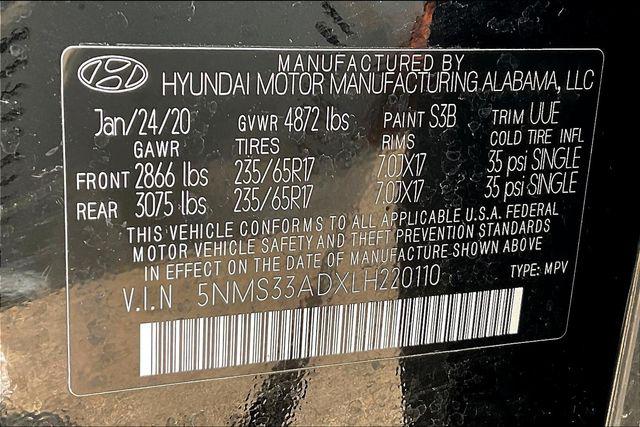 MANUFACTURED BY
HYUNDAI MOTOR MANUFACTURING ALABAMA, LLC
Jan/24/20 GVWR 4872 lbs PAINT S3B TRIM UUE
GAWR TIRES RIMS COLD TIRE INFL
FRONT 2866 lbs 235/65R17 7.0JX17 35 psi SINGLE
REAR 3075 lbs 235/65R17 7.0JX17 35 psi SINGLE
THIS VEHICLE CONFORMS TO ALL APPLICABLE U.S.A. FEDERAL
MOTOR VEHICLE SAFETY AND THEFT PREVENTION STANDARDS
IN EFFECT ON THE DATE OF MANUFACTURE SHOWN ABOVE
V.I.N 5NMS33ADXLH220110 TYPE: MPV